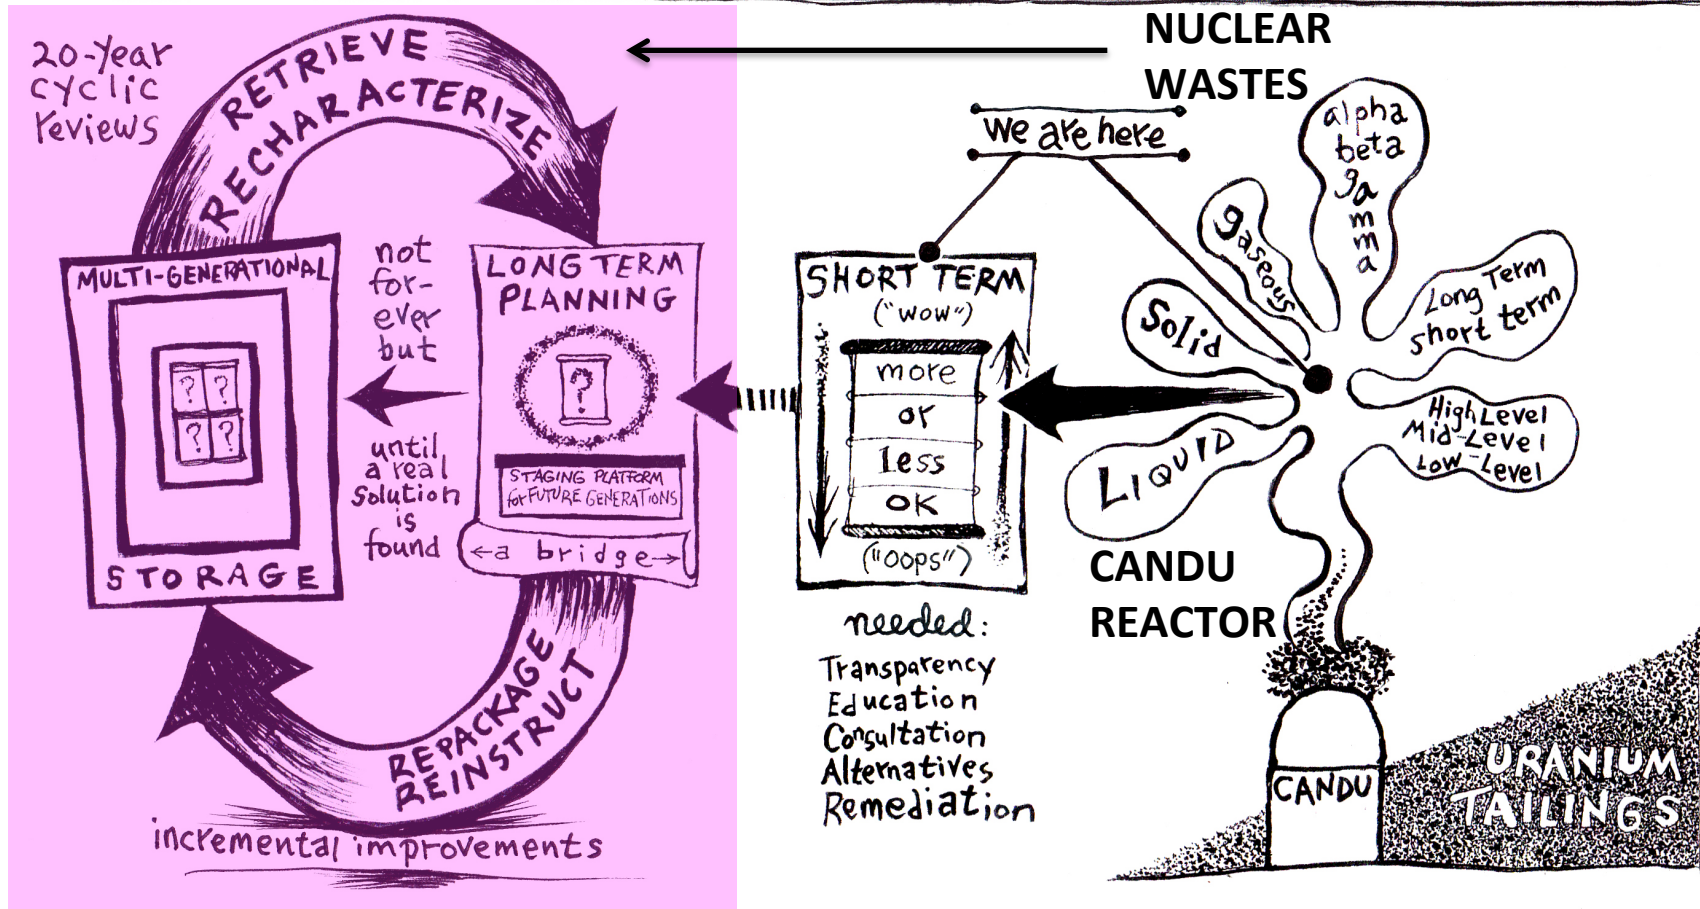 20-Year
cyclic
reviews
RETRIEVE
RECHARACTERIZE
MULTI-GENERATIONAL
? ?
? ?
STORAGE
not
for-
ever
but
until
a real
solution
is
found
LONG TERM
PLANNING
?
STAGING PLATFORM
for FUTURE GENERATIONS
←a bridge→
REPACKAGE
REINSTRUCT
incremental improvements
NUCLEAR
WASTES
we are here
SHORT TERM
("WOW")
more
or
Less
OK
("OOPS")
needed:
Transparency
Education
Consultation
Alternatives
Remediation
Solid
gaseous
alpha
beta
gamma
Long Term
short term
High Level
Mid-Level
Low-Level
LIQUID
CANDU
REACTOR
CANDU
URANIUM
TAILINGS